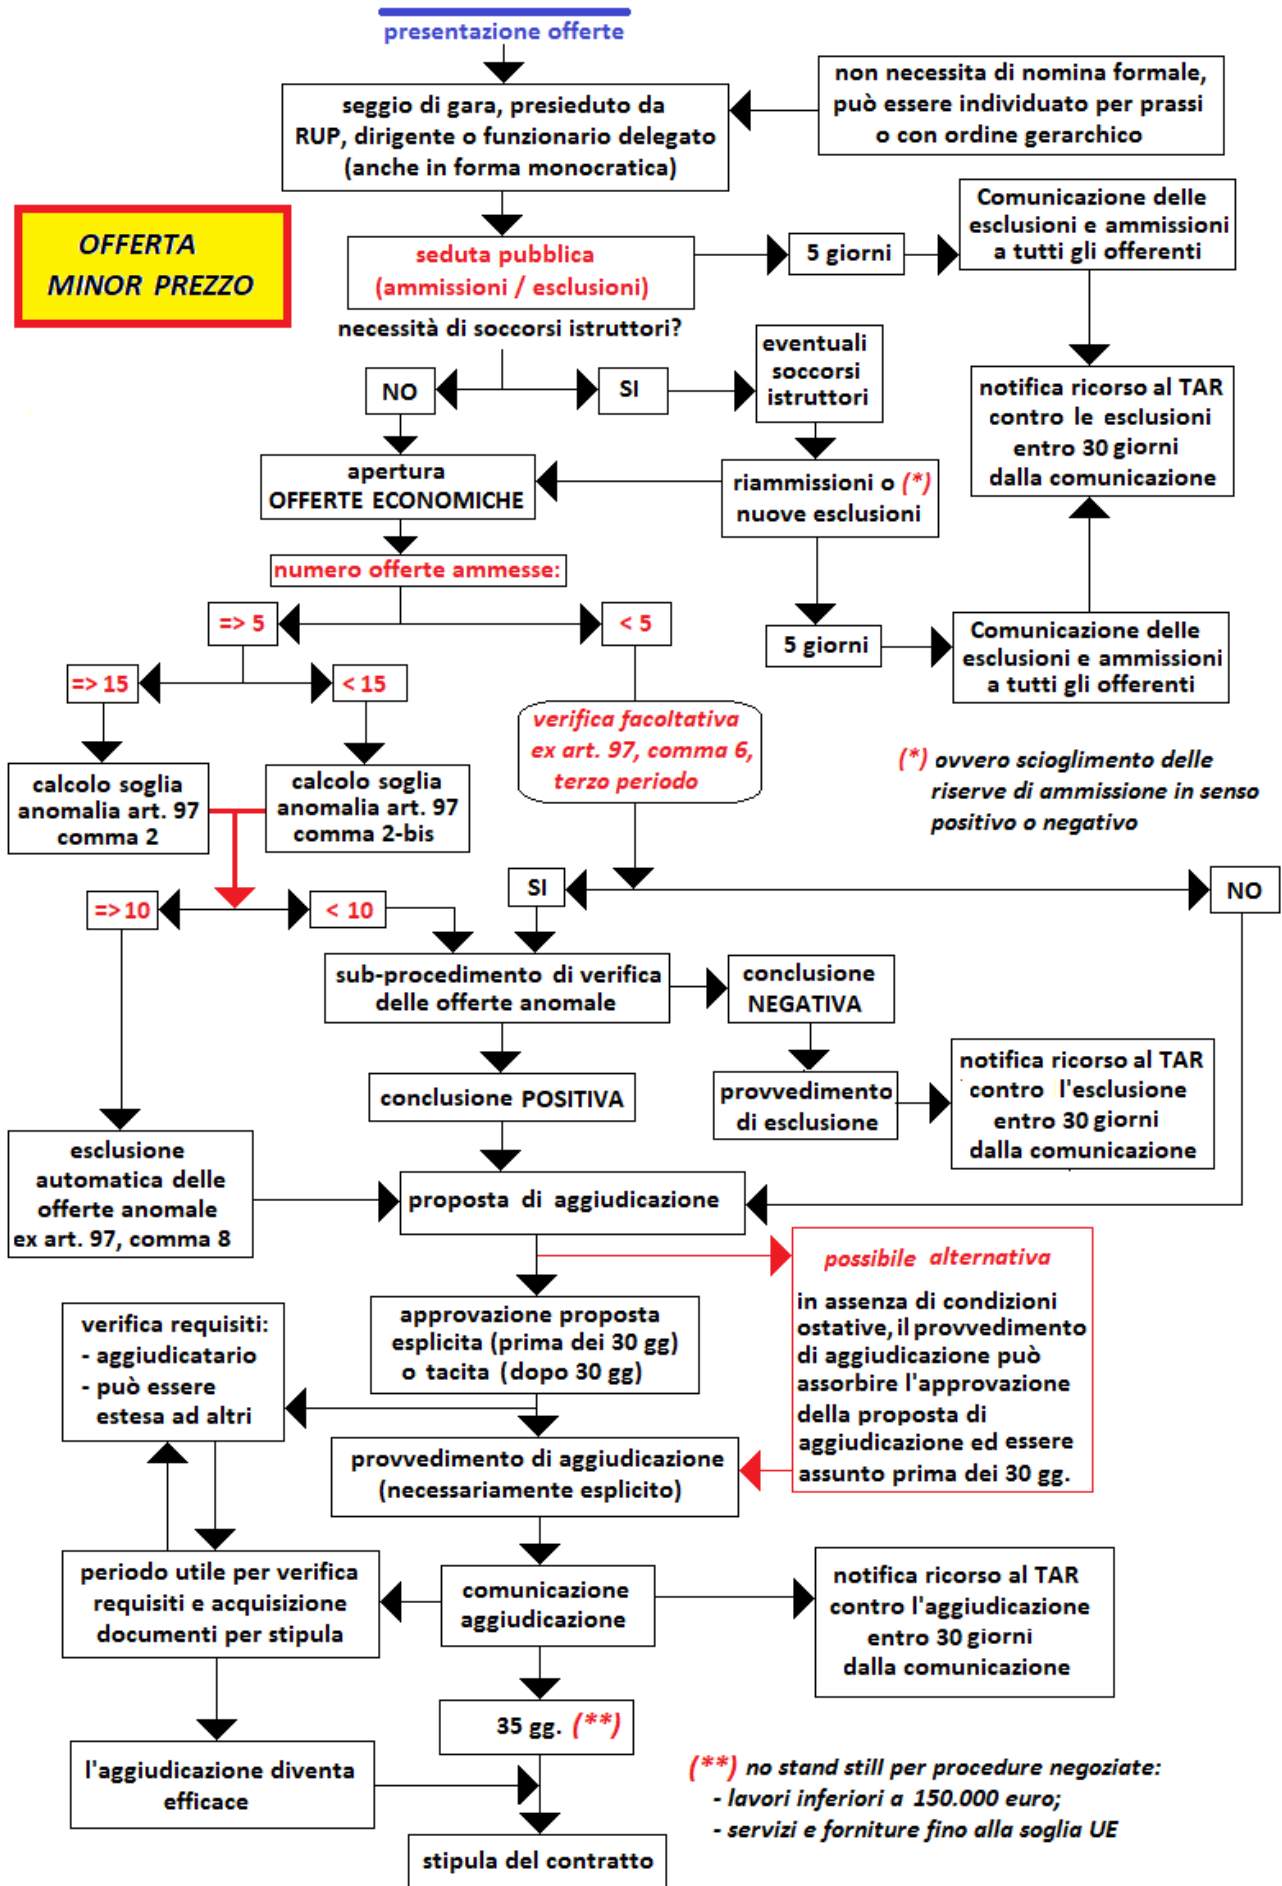 presentazione offerte
seggio di gara, presieduto da
RUP, dirigente o funzionario delegato
(anche in forma monocratica)
non necessita di nomina formale,
può essere individuato per prassi
o con ordine gerarchico
OFFERTA
MINOR PREZZO
seduta pubblica
(ammissioni / esclusioni)
5 giorni
Comunicazione delle
esclusioni e ammissioni
a tutti gli offerenti
necessità di soccorsi istruttori?
NO
SI
eventuali
soccorsi
istruttori
notifica ricorso al TAR
contro le esclusioni
entro 30 giorni
dalla comunicazione
apertura
OFFERTE ECONOMICHE
riammissioni o (*)
nuove esclusioni
numero offerte ammesse:
=> 5
< 5
5 giorni
Comunicazione delle
esclusioni e ammissioni
a tutti gli offerenti
=> 15
< 15
verifica facoltativa
ex art. 97, comma 6,
terzo periodo
(*) ovvero scioglimento delle
riserve di ammissione in senso
positivo o negativo
calcolo soglia
anomalia art. 97
comma 2
calcolo soglia
anomalia art. 97
comma 2-bis
SI
NO
=> 10
< 10
sub-procedimento di verifica
delle offerte anomale
conclusione
NEGATIVA
conclusione POSITIVA
provvedimento
di esclusione
notifica ricorso al TAR
contro l'esclusione
entro 30 giorni
dalla comunicazione
esclusione
automatica delle
offerte anomale
ex art. 97, comma 8
proposta di aggiudicazione
possibile alternativa
in assenza di condizioni
ostative, il provvedimento
di aggiudicazione può
assorbire l'approvazione
della proposta di
aggiudicazione ed essere
assunto prima dei 30 gg.
approvazione proposta
esplicita (prima dei 30 gg)
o tacita (dopo 30 gg)
verifica requisiti:
- aggiudicatario
- può essere
estesa ad altri
provvedimento di aggiudicazione
(necessariamente esplicito)
periodo utile per verifica
requisiti e acquisizione
documenti per stipula
comunicazione
aggiudicazione
notifica ricorso al TAR
contro l'aggiudicazione
entro 30 giorni
dalla comunicazione
35 gg. (**)
l'aggiudicazione diventa
efficace
(**) no stand still per procedure negoziate:
- lavori inferiori a 150.000 euro;
- servizi e forniture fino alla soglia UE
stipula del contratto